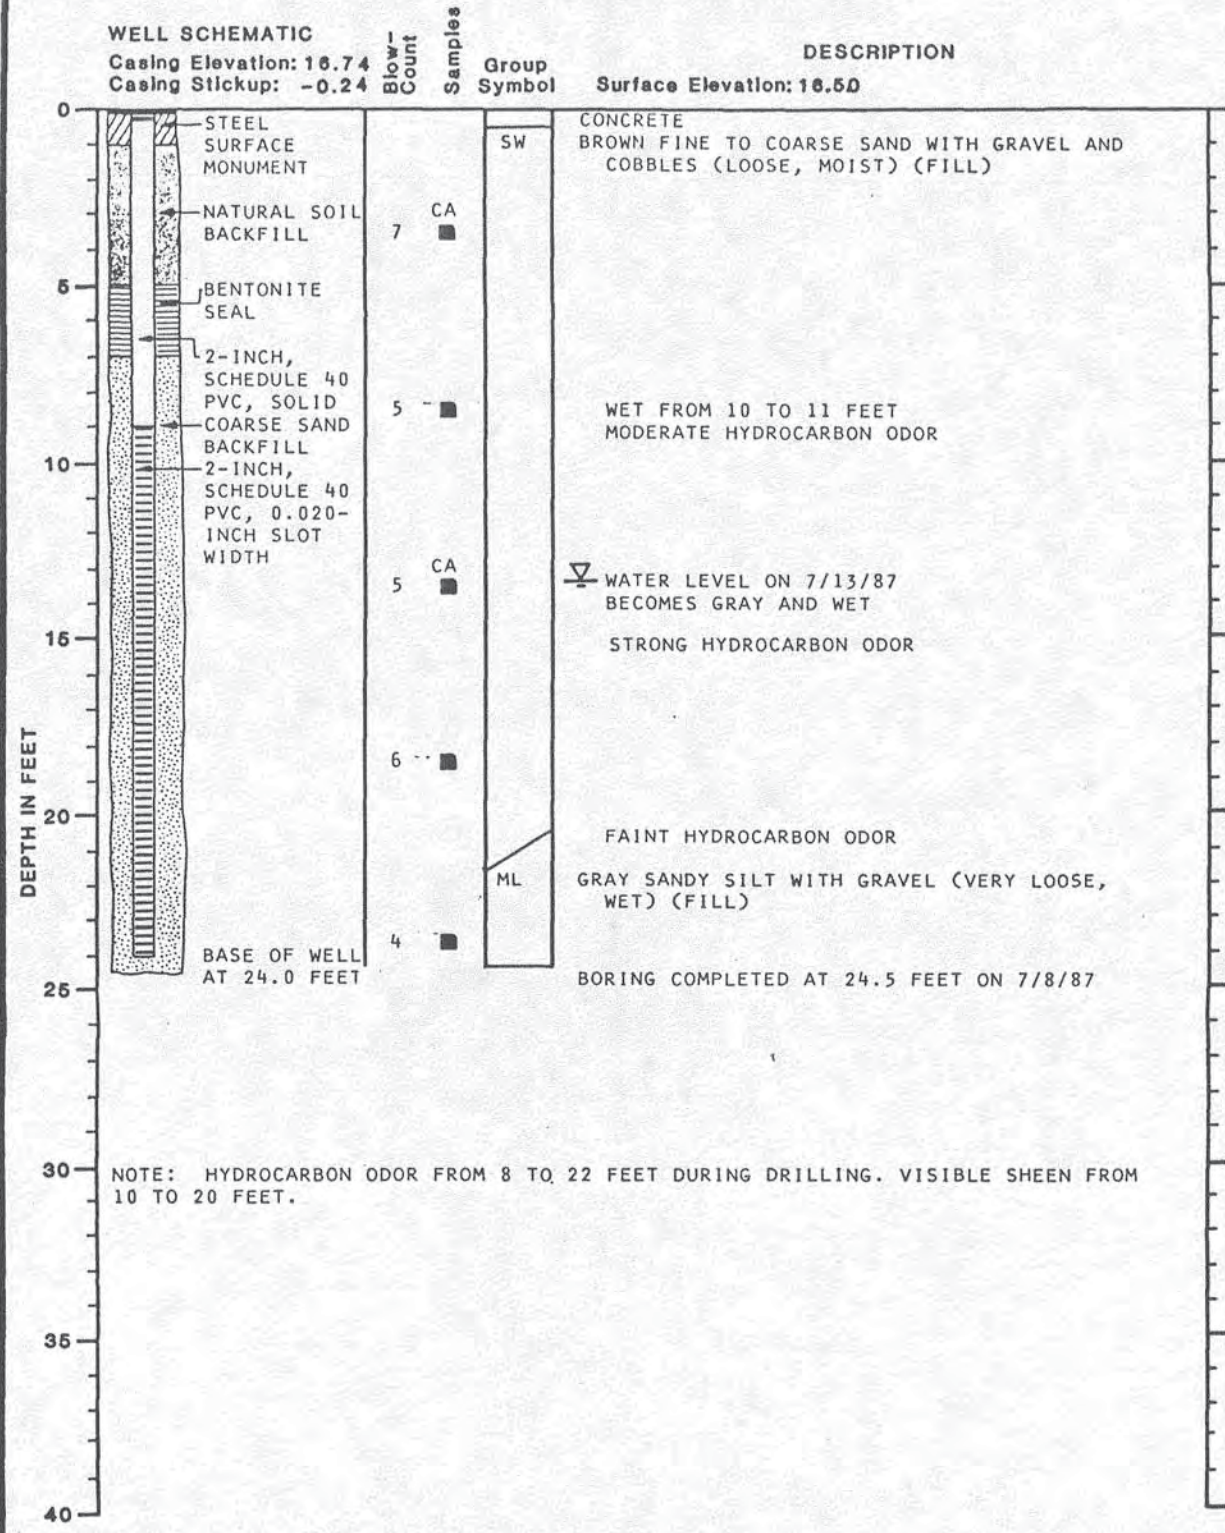 WELL SCHEMATIC
Casing Elevation: 16.74
Casing Stickup: -0.24
Blow-
Count
Samples
Group
Symbol
DESCRIPTION
Surface Elevation: 16.50
DEPTH IN FEET
0
5
10
15
20
25
30
35
40
STEEL
SURFACE
MONUMENT
NATURAL SOIL
BACKFILL
BENTONITE
SEAL
2-INCH,
SCHEDULE 40
PVC, SOLID
COARSE SAND
BACKFILL
2-INCH,
SCHEDULE 40
PVC, 0.020-
INCH SLOT
WIDTH
BASE OF WELL
AT 24.0 FEET
7
5
5
6
4
CA
CA
SW
ML
CONCRETE
BROWN FINE TO COARSE SAND WITH GRAVEL AND
COBBLES (LOOSE, MOIST) (FILL)
WET FROM 10 TO 11 FEET
MODERATE HYDROCARBON ODOR
WATER LEVEL ON 7/13/87
BECOMES GRAY AND WET
STRONG HYDROCARBON ODOR
FAINT HYDROCARBON ODOR
GRAY SANDY SILT WITH GRAVEL (VERY LOOSE,
WET) (FILL)
BORING COMPLETED AT 24.5 FEET ON 7/8/87
NOTE: HYDROCARBON ODOR FROM 8 TO 22 FEET DURING DRILLING. VISIBLE SHEEN FROM
10 TO 20 FEET.